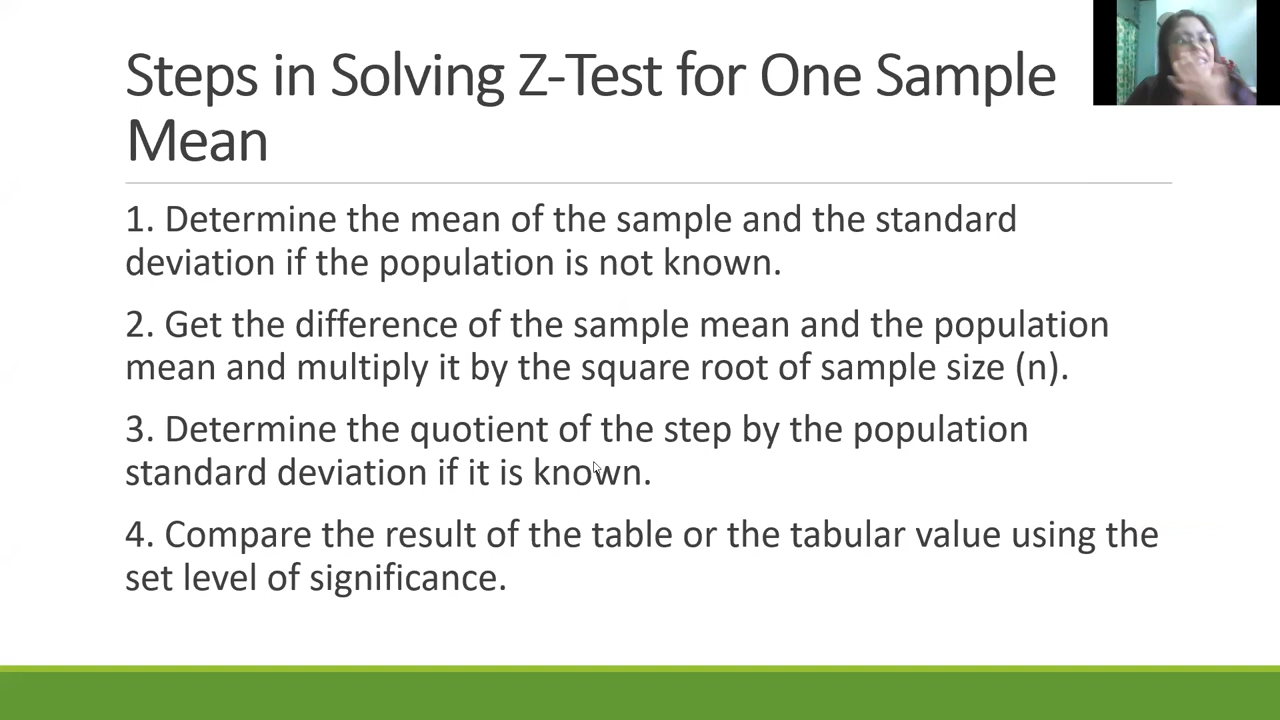 Steps in Solving Z-Test for One Sample
Mean
1. Determine the mean of the sample and the standard
deviation if the population is not known.
2. Get the difference of the sample mean and the population
mean and multiply it by the square root of sample size (n).
3. Determine the quotient of the step by the population
standard deviation if it is known.
4. Compare the result of the table or the tabular value using the
set level of significance.